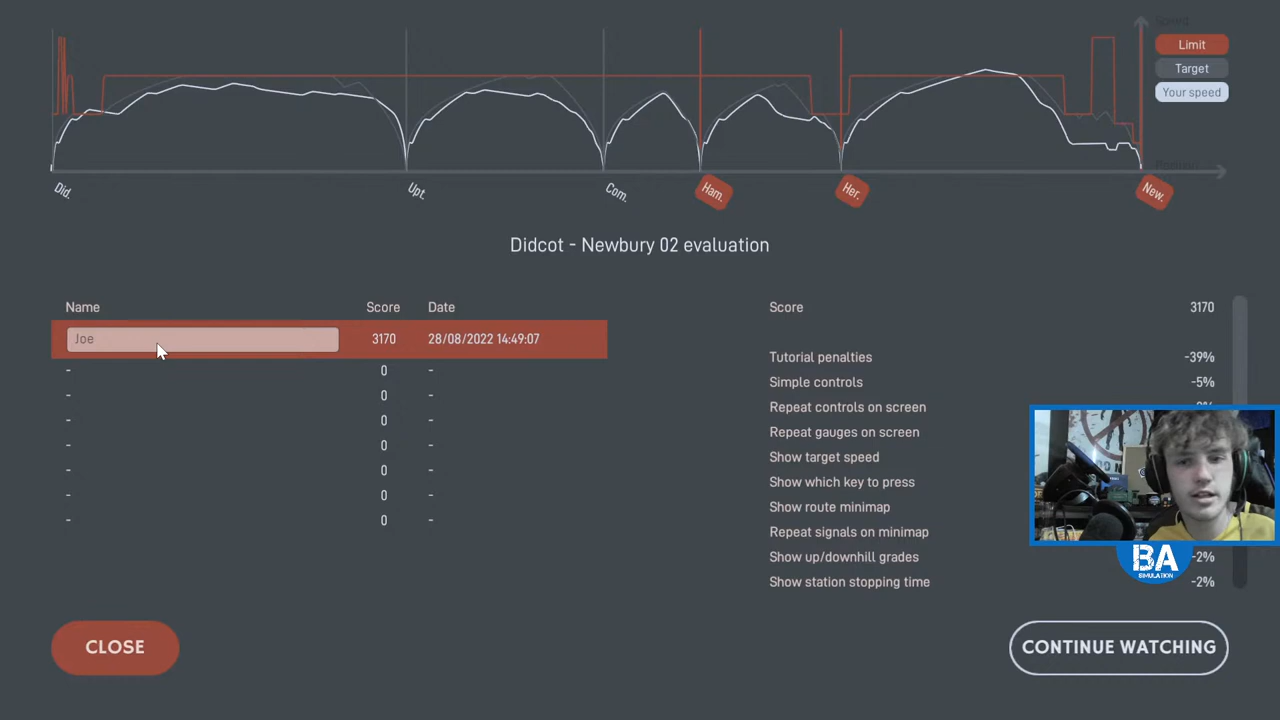 Speed
Limit
Target
Your speed
Did.
Upt.
Com.
Ham.
Her.
New.
Didcot - Newbury 02 evaluation
Name Score Date
Joe 3170 28/08/2022 14:49:07
- 0 -
- 0 -
- 0 -
- 0 -
- 0 -
- 0 -
- 0 -
Score 3170
Tutorial penalties -39%
Simple controls -5%
Repeat controls on screen
Repeat gauges on screen
Show target speed
Show which key to press
Show route minimap
Repeat signals on minimap
Show up/downhill grades -2%
Show station stopping time -2%
BA
SIMULATION
CLOSE
CONTINUE WATCHING